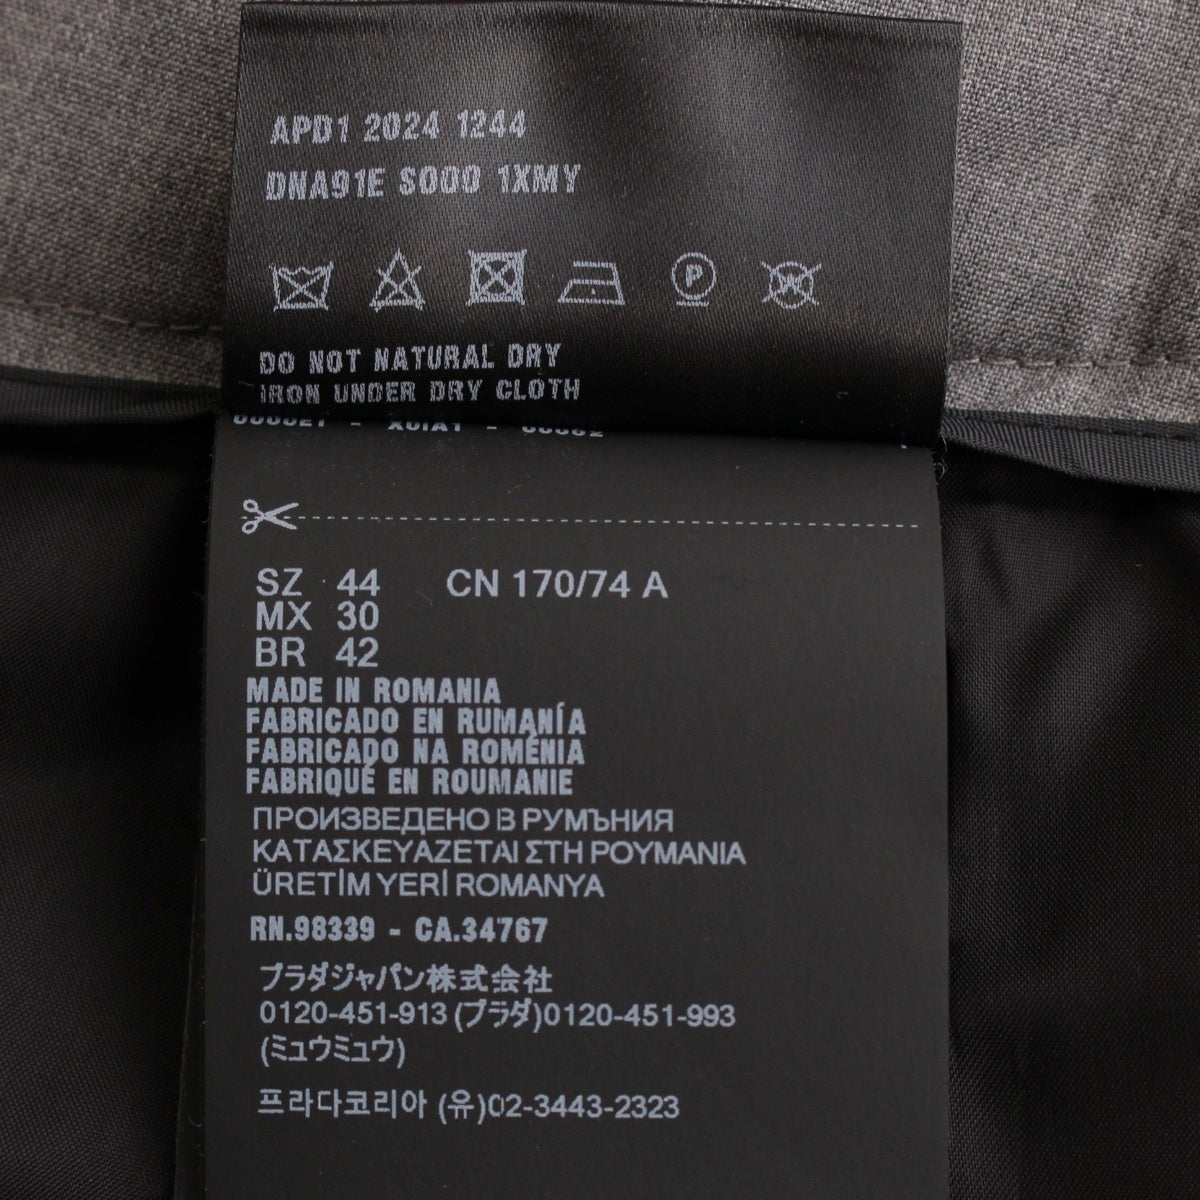 APD1 2024 1244
DNA91E S000 1XMY
P
W
DO NOT NATURAL DRY
IRON UNDER DRY CLOTH
SZ 44 CN 170/74 A
MX 30
BR 42
MADE IN ROMANIA
FABRICADO EN RUMANÍA
FABRICADO NA ROMÉNIA
FABRIQUÉ EN ROUMANIE
ПРОИЗВЕДЕНО В РУМЪНИЯ
ΚΑΤΑΣΚΕΥΑΖΕΤΑΙ ΣΤΗ ΡΟΥΜΑΝΙΑ
ÜRETİM YERİ ROMANYA
RN.98339 - CA.34767
プラダジャパン株式会社
0120-451-913 (プラダ)0120-451-993
(ミュウミュウ)
프라다코리아 (유)02-3443-2323